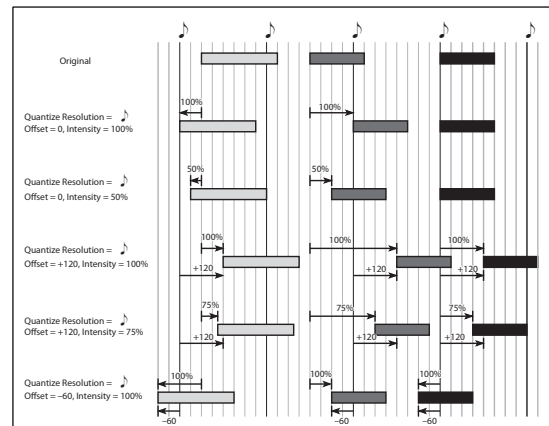 ♪ ♪ ♪ ♪ ♪
Original
Quantize Resolution = ♪
Offset = 0, Intensity = 100%
100% 100%
Quantize Resolution = ♪
Offset = 0, Intensity = 50%
50% 50%
Quantize Resolution = ♪
Offset = +120, Intensity = 100%
100% 100% 100%
+120 +120 +120
Quantize Resolution = ♪
Offset = +120, Intensity = 75%
75% 75% 75%
+120 +120 +120
Quantize Resolution = ♪
Offset = −60, Intensity = 100%
100% 100% 100%
−60 −60 −60